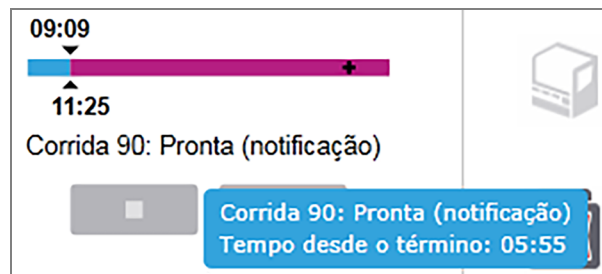 09:09
11:25
Corrida 90: Pronta (notificação)
Corrida 90: Pronta (notificação)
Tempo desde o término: 05:55